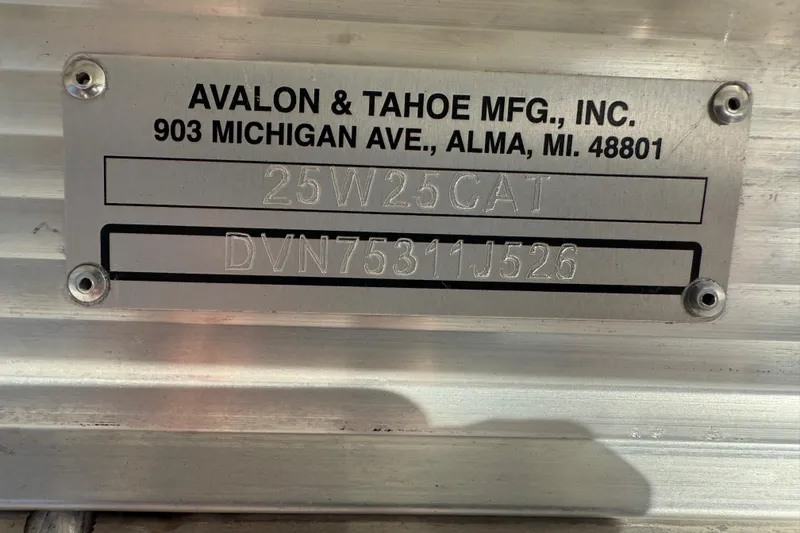 AVALON & TAHOE MFG., INC.
903 MICHIGAN AVE., ALMA, MI. 48801
25W25CAT
DVN75311J526